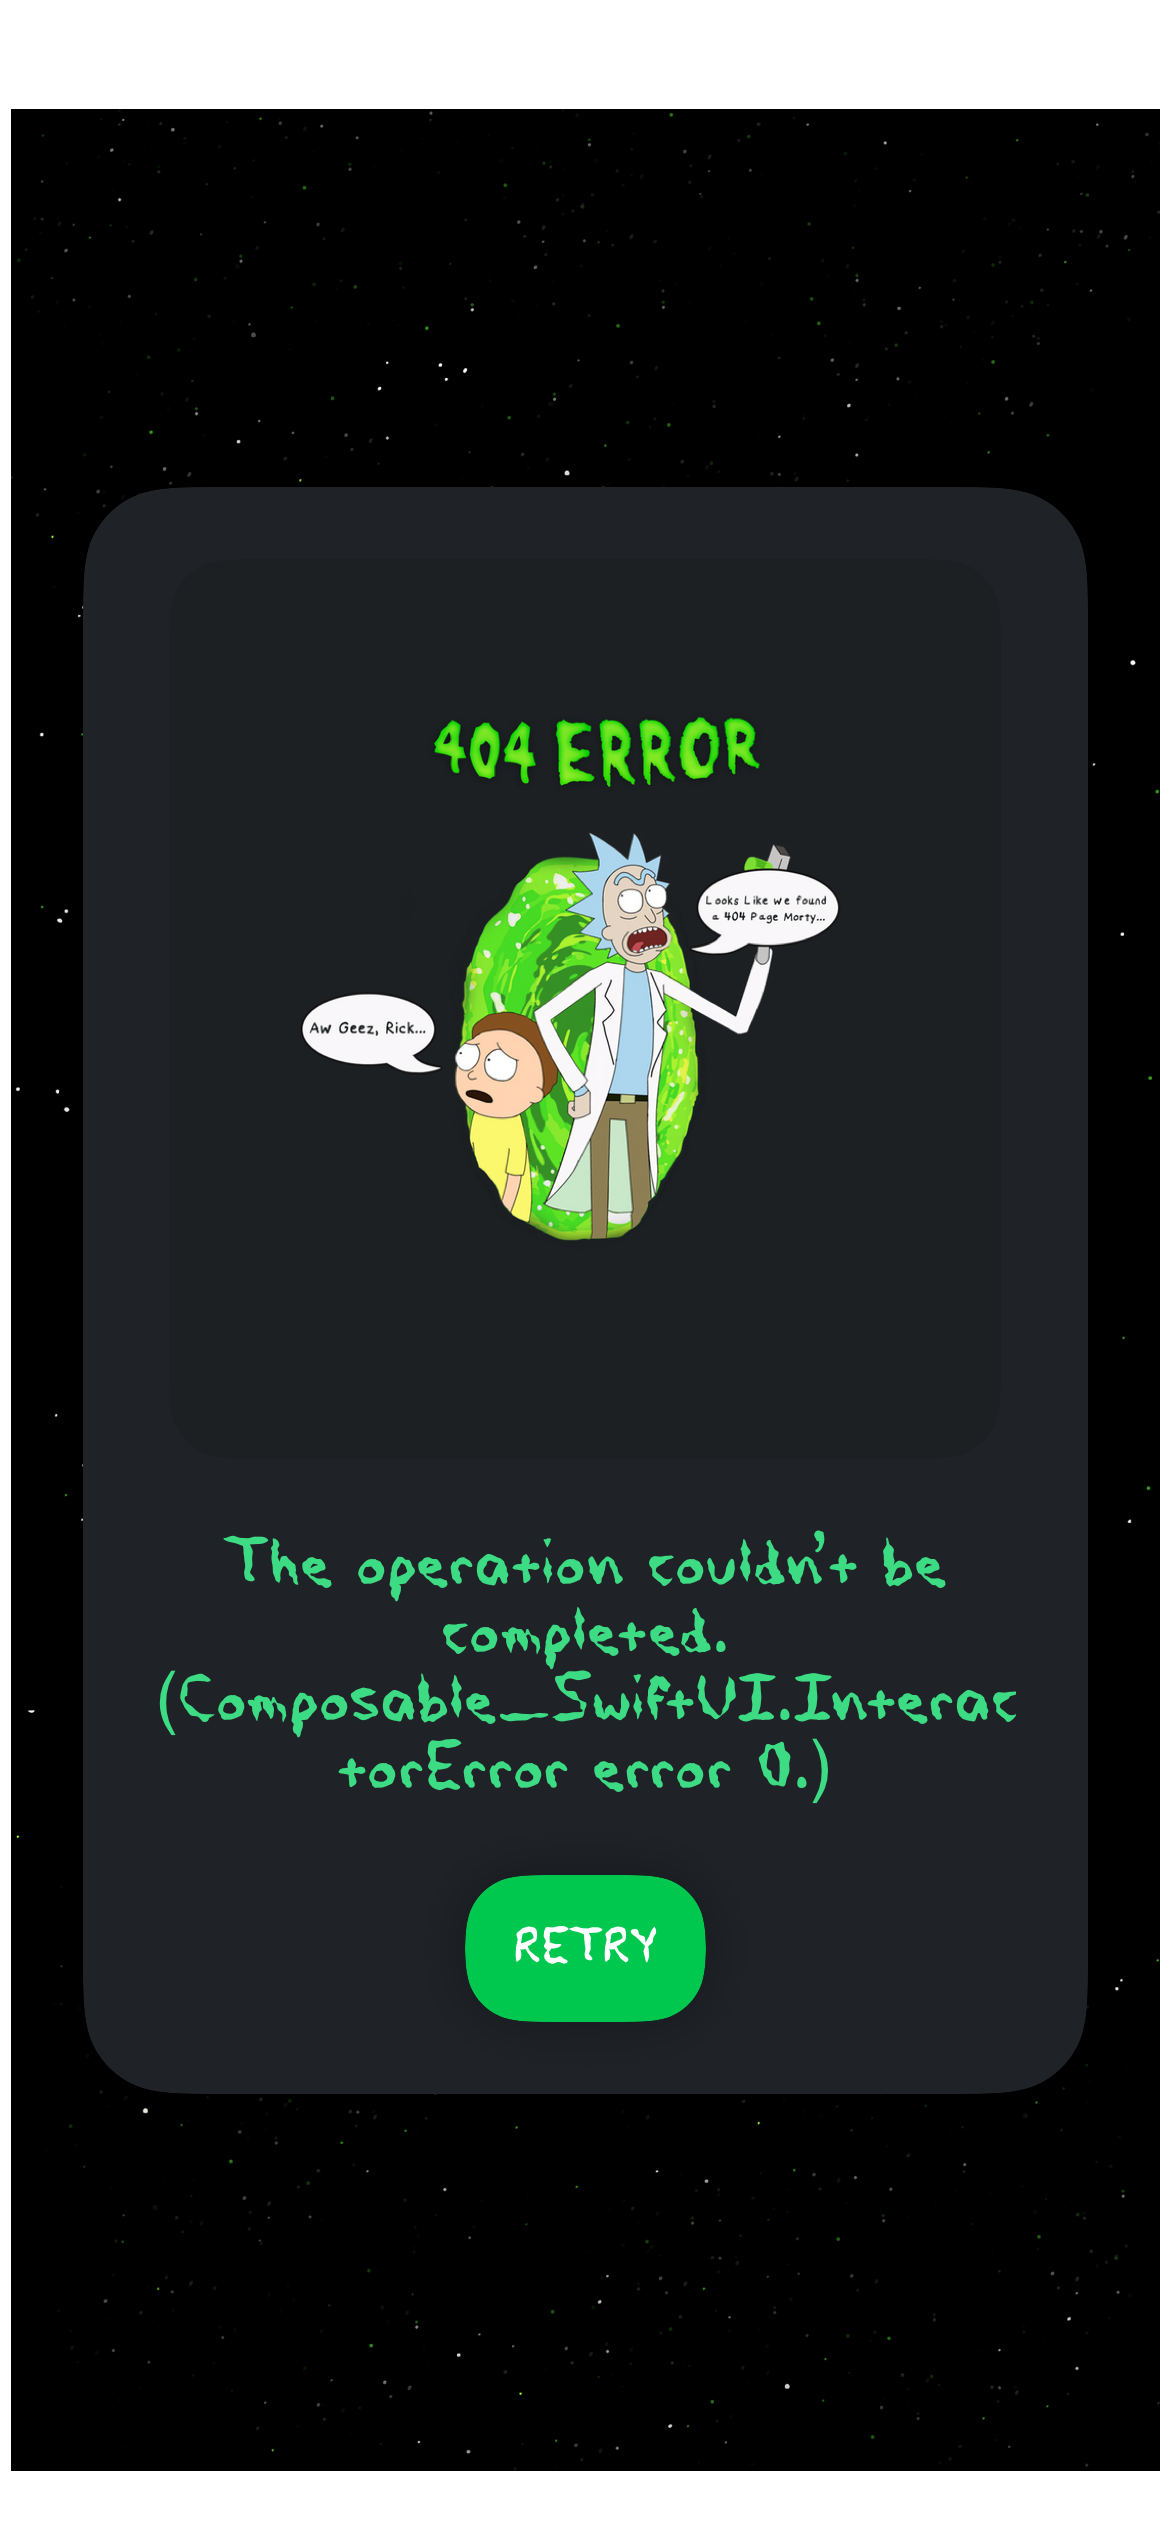 404 ERROR
Looks Like we found
a 404 Page Morty...
Aw Geez, Rick...
The operation couldn't be
completed.
(Composable_SwiftUI.Interac
torError error 0.)
RETRY